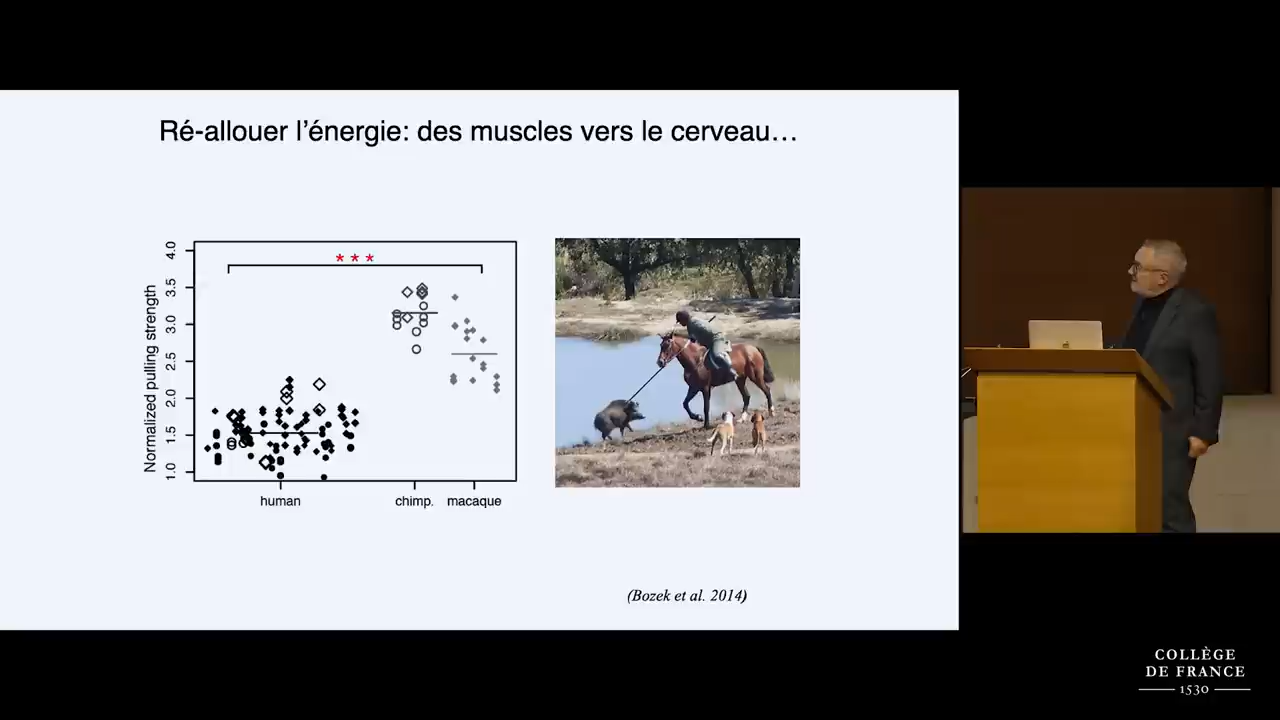 Ré-allouer l’énergie: des muscles vers le cerveau…
Normalized pulling strength
4.0
3.5
3.0
2.5
2.0
1.5
1.0
***
human
chimp.
macaque
(Bozek et al. 2014)
COLLÈGE
DE FRANCE
1530